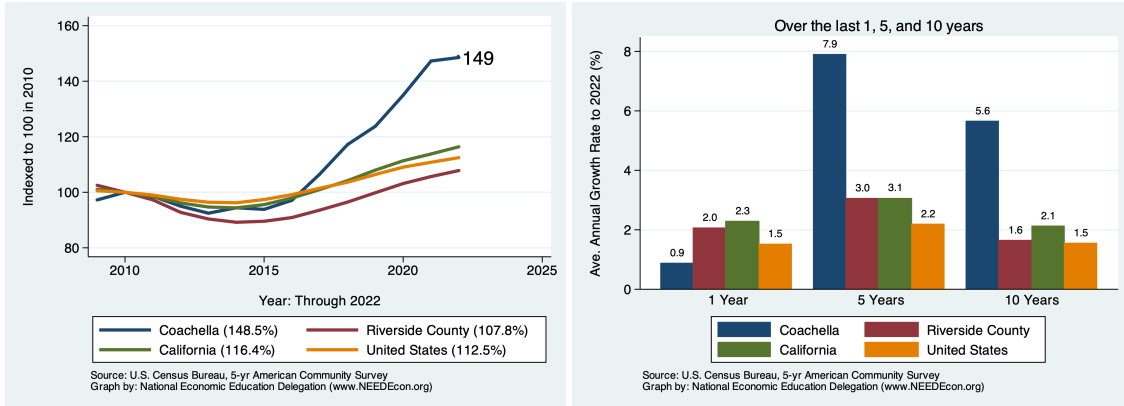 160
140
120
100
80
Indexed to 100 in 2010
2010 2015 2020 2025
149
Year: Through 2022
Coachella (148.5%) Riverside County (107.8%)
California (116.4%) United States (112.5%)
Source: U.S. Census Bureau, 5-yr American Community Survey
Graph by: National Economic Education Delegation (www.NEEDEcon.org)
Over the last 1, 5, and 10 years
Ave. Annual Growth Rate to 2022 (%)
8
6
4
2
0
0.9 2.0 2.3 1.5
7.9 3.0 3.1 2.2
5.6 1.6 2.1 1.5
1 Year 5 Years 10 Years
Coachella Riverside County
California United States
Source: U.S. Census Bureau, 5-yr American Community Survey
Graph by: National Economic Education Delegation (www.NEEDEcon.org)